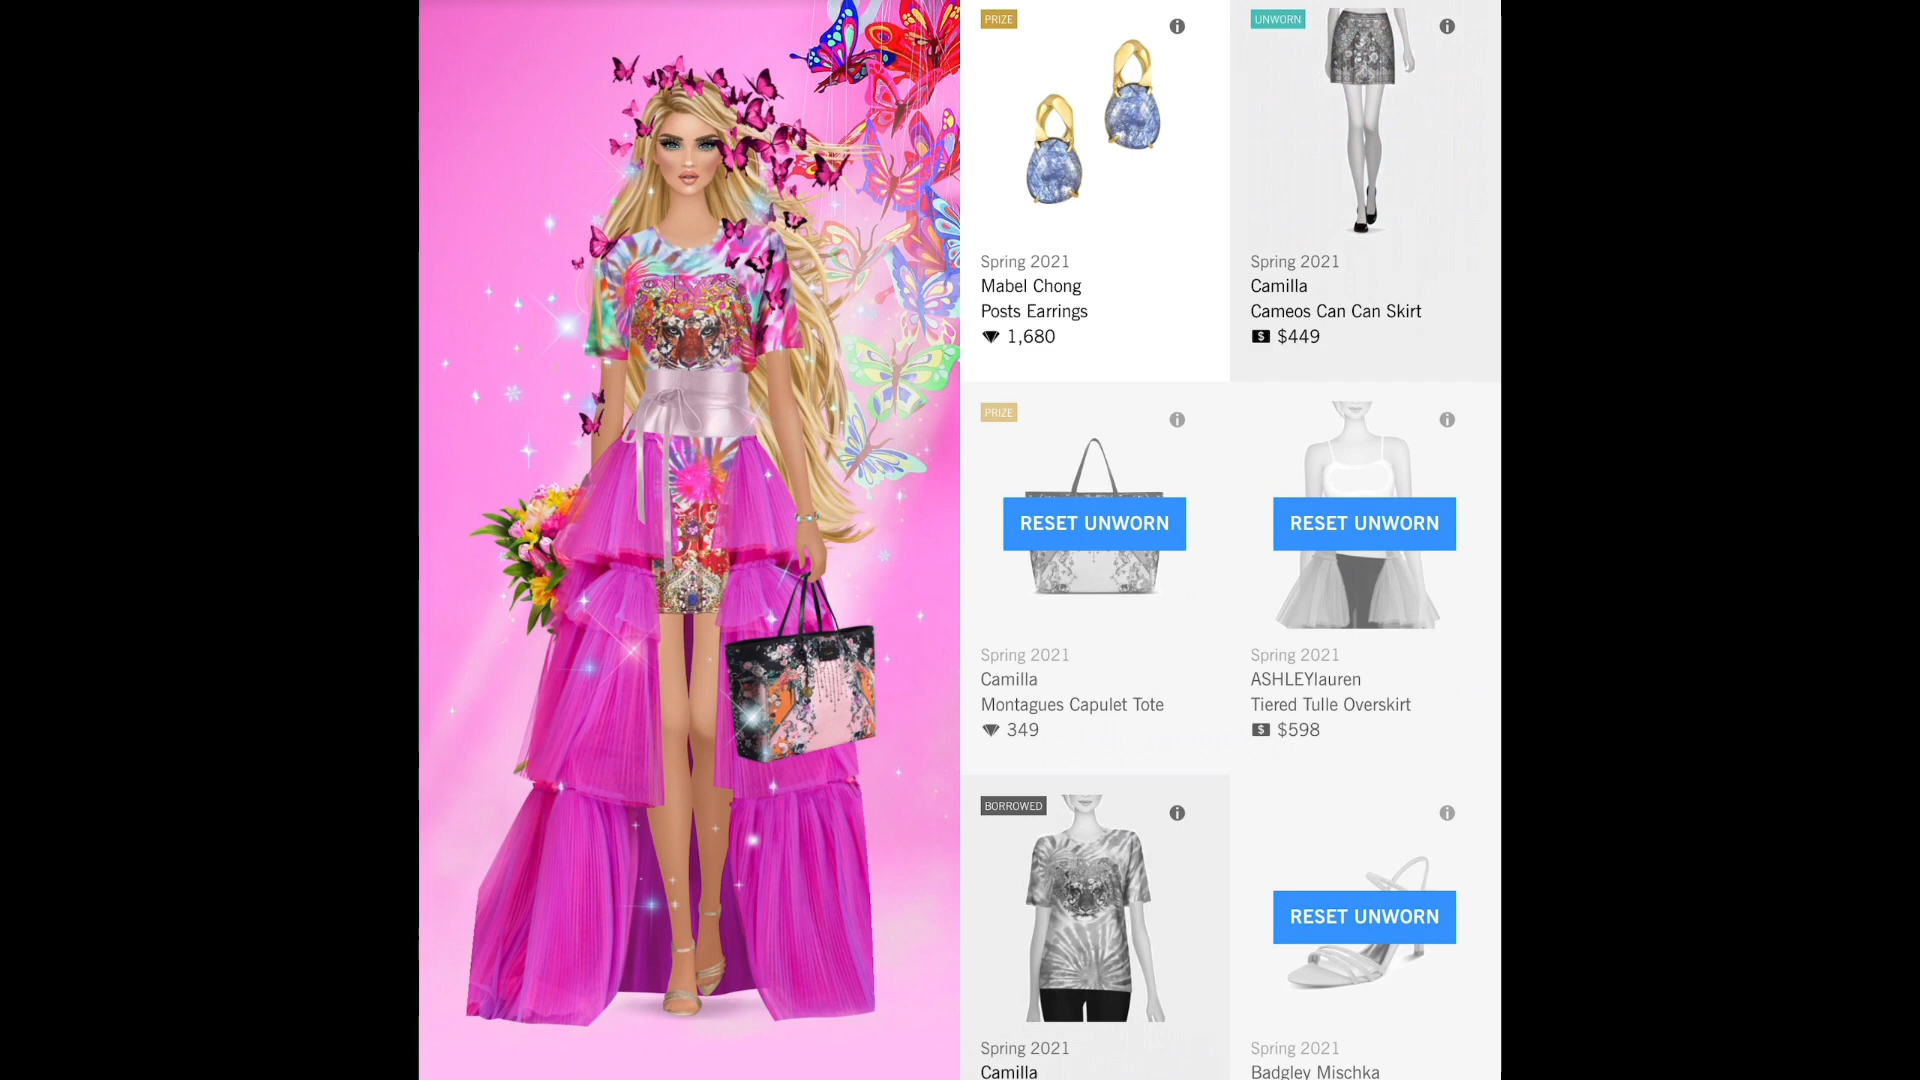 PRIZE
Spring 2021
Mabel Chong
Posts Earrings
1,680
UNWORN
Spring 2021
Camilla
Cameos Can Can Skirt
$ $449
PRIZE
RESET UNWORN
Spring 2021
Camilla
Montagues Capulet Tote
349
RESET UNWORN
Spring 2021
ASHLEYlauren
Tiered Tulle Overskirt
$ $598
BORROWED
Spring 2021
Camilla
RESET UNWORN
Spring 2021
Badgley Mischka